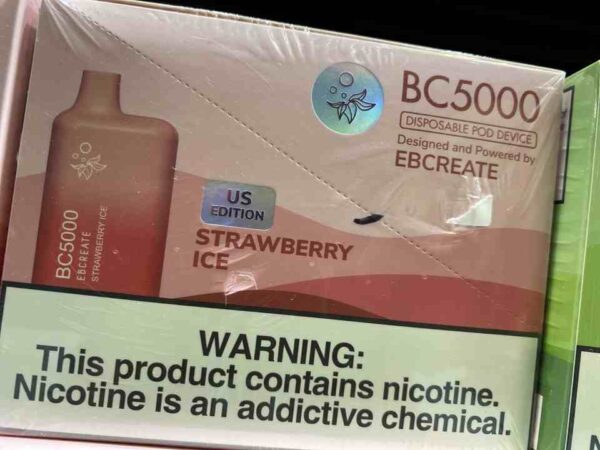 BC5000
DISPOSABLE POD DEVICE
Designed and Powered by
EBCREATE
US
EDITION
STRAWBERRY
ICE
BC5000
EBCREATE
STRAWBERRY ICE
WARNING:
This product contains nicotine.
Nicotine is an addictive chemical.